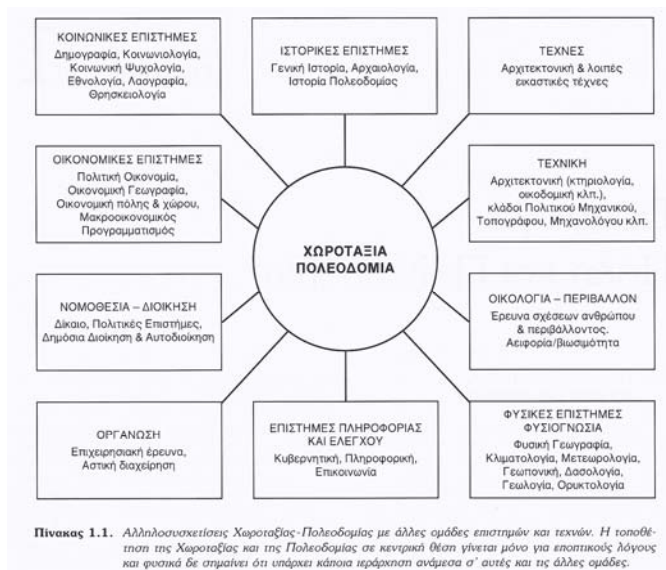 ΚΟΙΝΩΝΙΚΕΣ ΕΠΙΣΤΗΜΕΣ
Δημογραφία, Κοινωνιολογία,
Κοινωνική Ψυχολογία,
Εθνολογία, Λαογραφία,
Θρησκειολογία
ΙΣΤΟΡΙΚΕΣ ΕΠΙΣΤΗΜΕΣ
Γενική Ιστορία, Αρχαιολογία,
Ιστορία Πολεοδομίας
ΤΕΧΝΕΣ
Αρχιτεκτονική & λοιπές
εικαστικές τέχνες
ΟΙΚΟΝΟΜΙΚΕΣ ΕΠΙΣΤΗΜΕΣ
Πολιτική Οικονομία,
Οικονομική Γεωγραφία,
Οικονομική πόλης & χώρου,
Μακροοικονομικός
Προγραμματισμός
ΧΩΡΟΤΑΞΙΑ
ΠΟΛΕΟΔΟΜΙΑ
ΤΕΧΝΙΚΗ
Αρχιτεκτονική (κτηριολογία,
οικοδομική κλπ.),
κλάδοι Πολιτικού Μηχανικού,
Τοπογράφου, Μηχανολόγου κλπ.
ΝΟΜΟΘΕΣΙΑ – ΔΙΟΙΚΗΣΗ
Δίκαιο, Πολιτικές Επιστήμες,
Δημόσια Διοίκηση & Αυτοδιοίκηση
ΟΙΚΟΛΟΓΙΑ – ΠΕΡΙΒΑΛΛΟΝ
Έρευνα σχέσεων ανθρώπου
& περιβάλλοντος.
Αειφορία/βιωσιμότητα
ΟΡΓΑΝΩΣΗ
Επιχειρησιακή έρευνα,
Αστική διαχείρηση
ΕΠΙΣΤΗΜΕΣ ΠΛΗΡΟΦΟΡΙΑΣ
ΚΑΙ ΕΛΕΓΧΟΥ
Κυβερνητική, Πληροφορική,
Επικοινωνία
ΦΥΣΙΚΕΣ ΕΠΙΣΤΗΜΕΣ
ΦΥΣΙΟΓΝΩΣΙΑ
Φυσική Γεωγραφία,
Κλιματολογία, Μετεωρολογία,
Γεωπονική, Δασολογία,
Γεωλογία, Ορυκτολογία
Πίνακας 1.1. Αλληλοσυσχετίσεις Χωροταξίας-Πολεοδομίας με άλλες ομάδες επιστημών και τεχνών. Η τοποθέ-
τηση της Χωροταξίας και της Πολεοδομίας σε κεντρική θέση γίνεται μόνο για εποπτικούς λόγους
και φυσικά δε σημαίνει ότι υπάρχει κάποια ιεράρχηση ανάμεσα σ' αυτές και τις άλλες ομάδες.